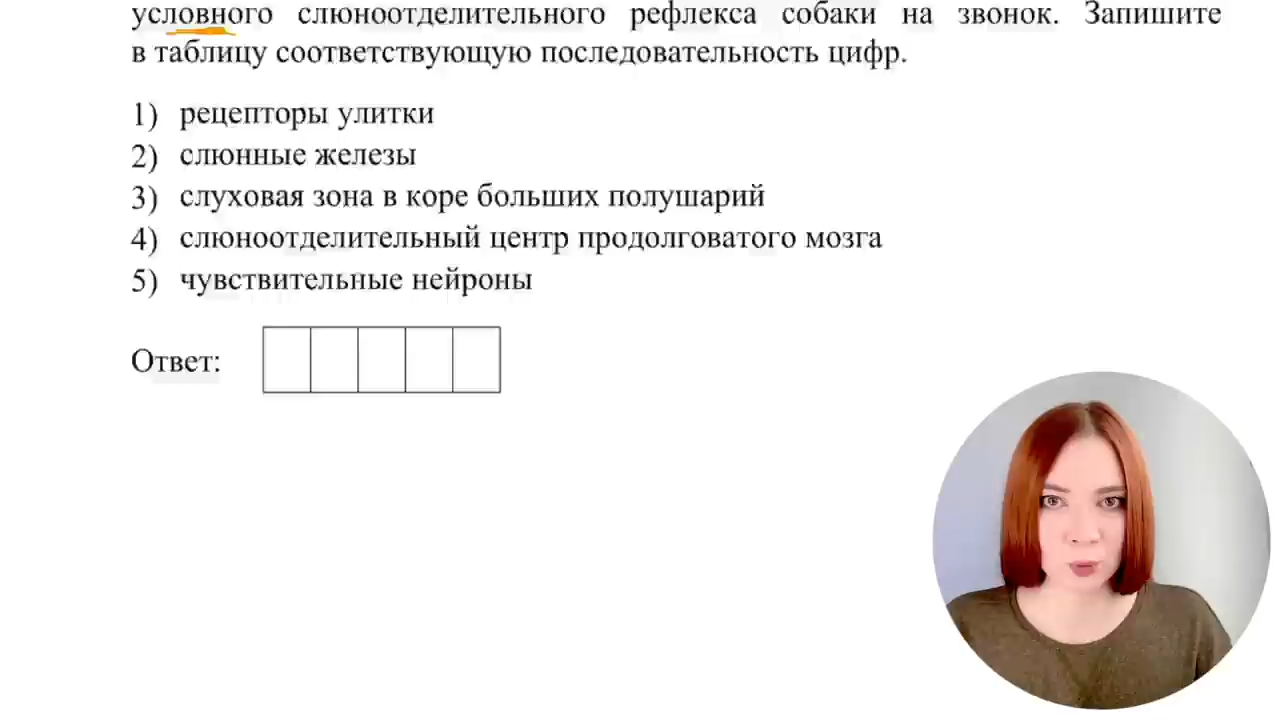 условного слюноотделительного рефлекса собаки на звонок. Запишите
в таблицу соответствующую последовательность цифр.
1) рецепторы улитки
2) слюнные железы
3) слуховая зона в коре больших полушарий
4) слюноотделительный центр продолговатого мозга
5) чувствительные нейроны
Ответ: